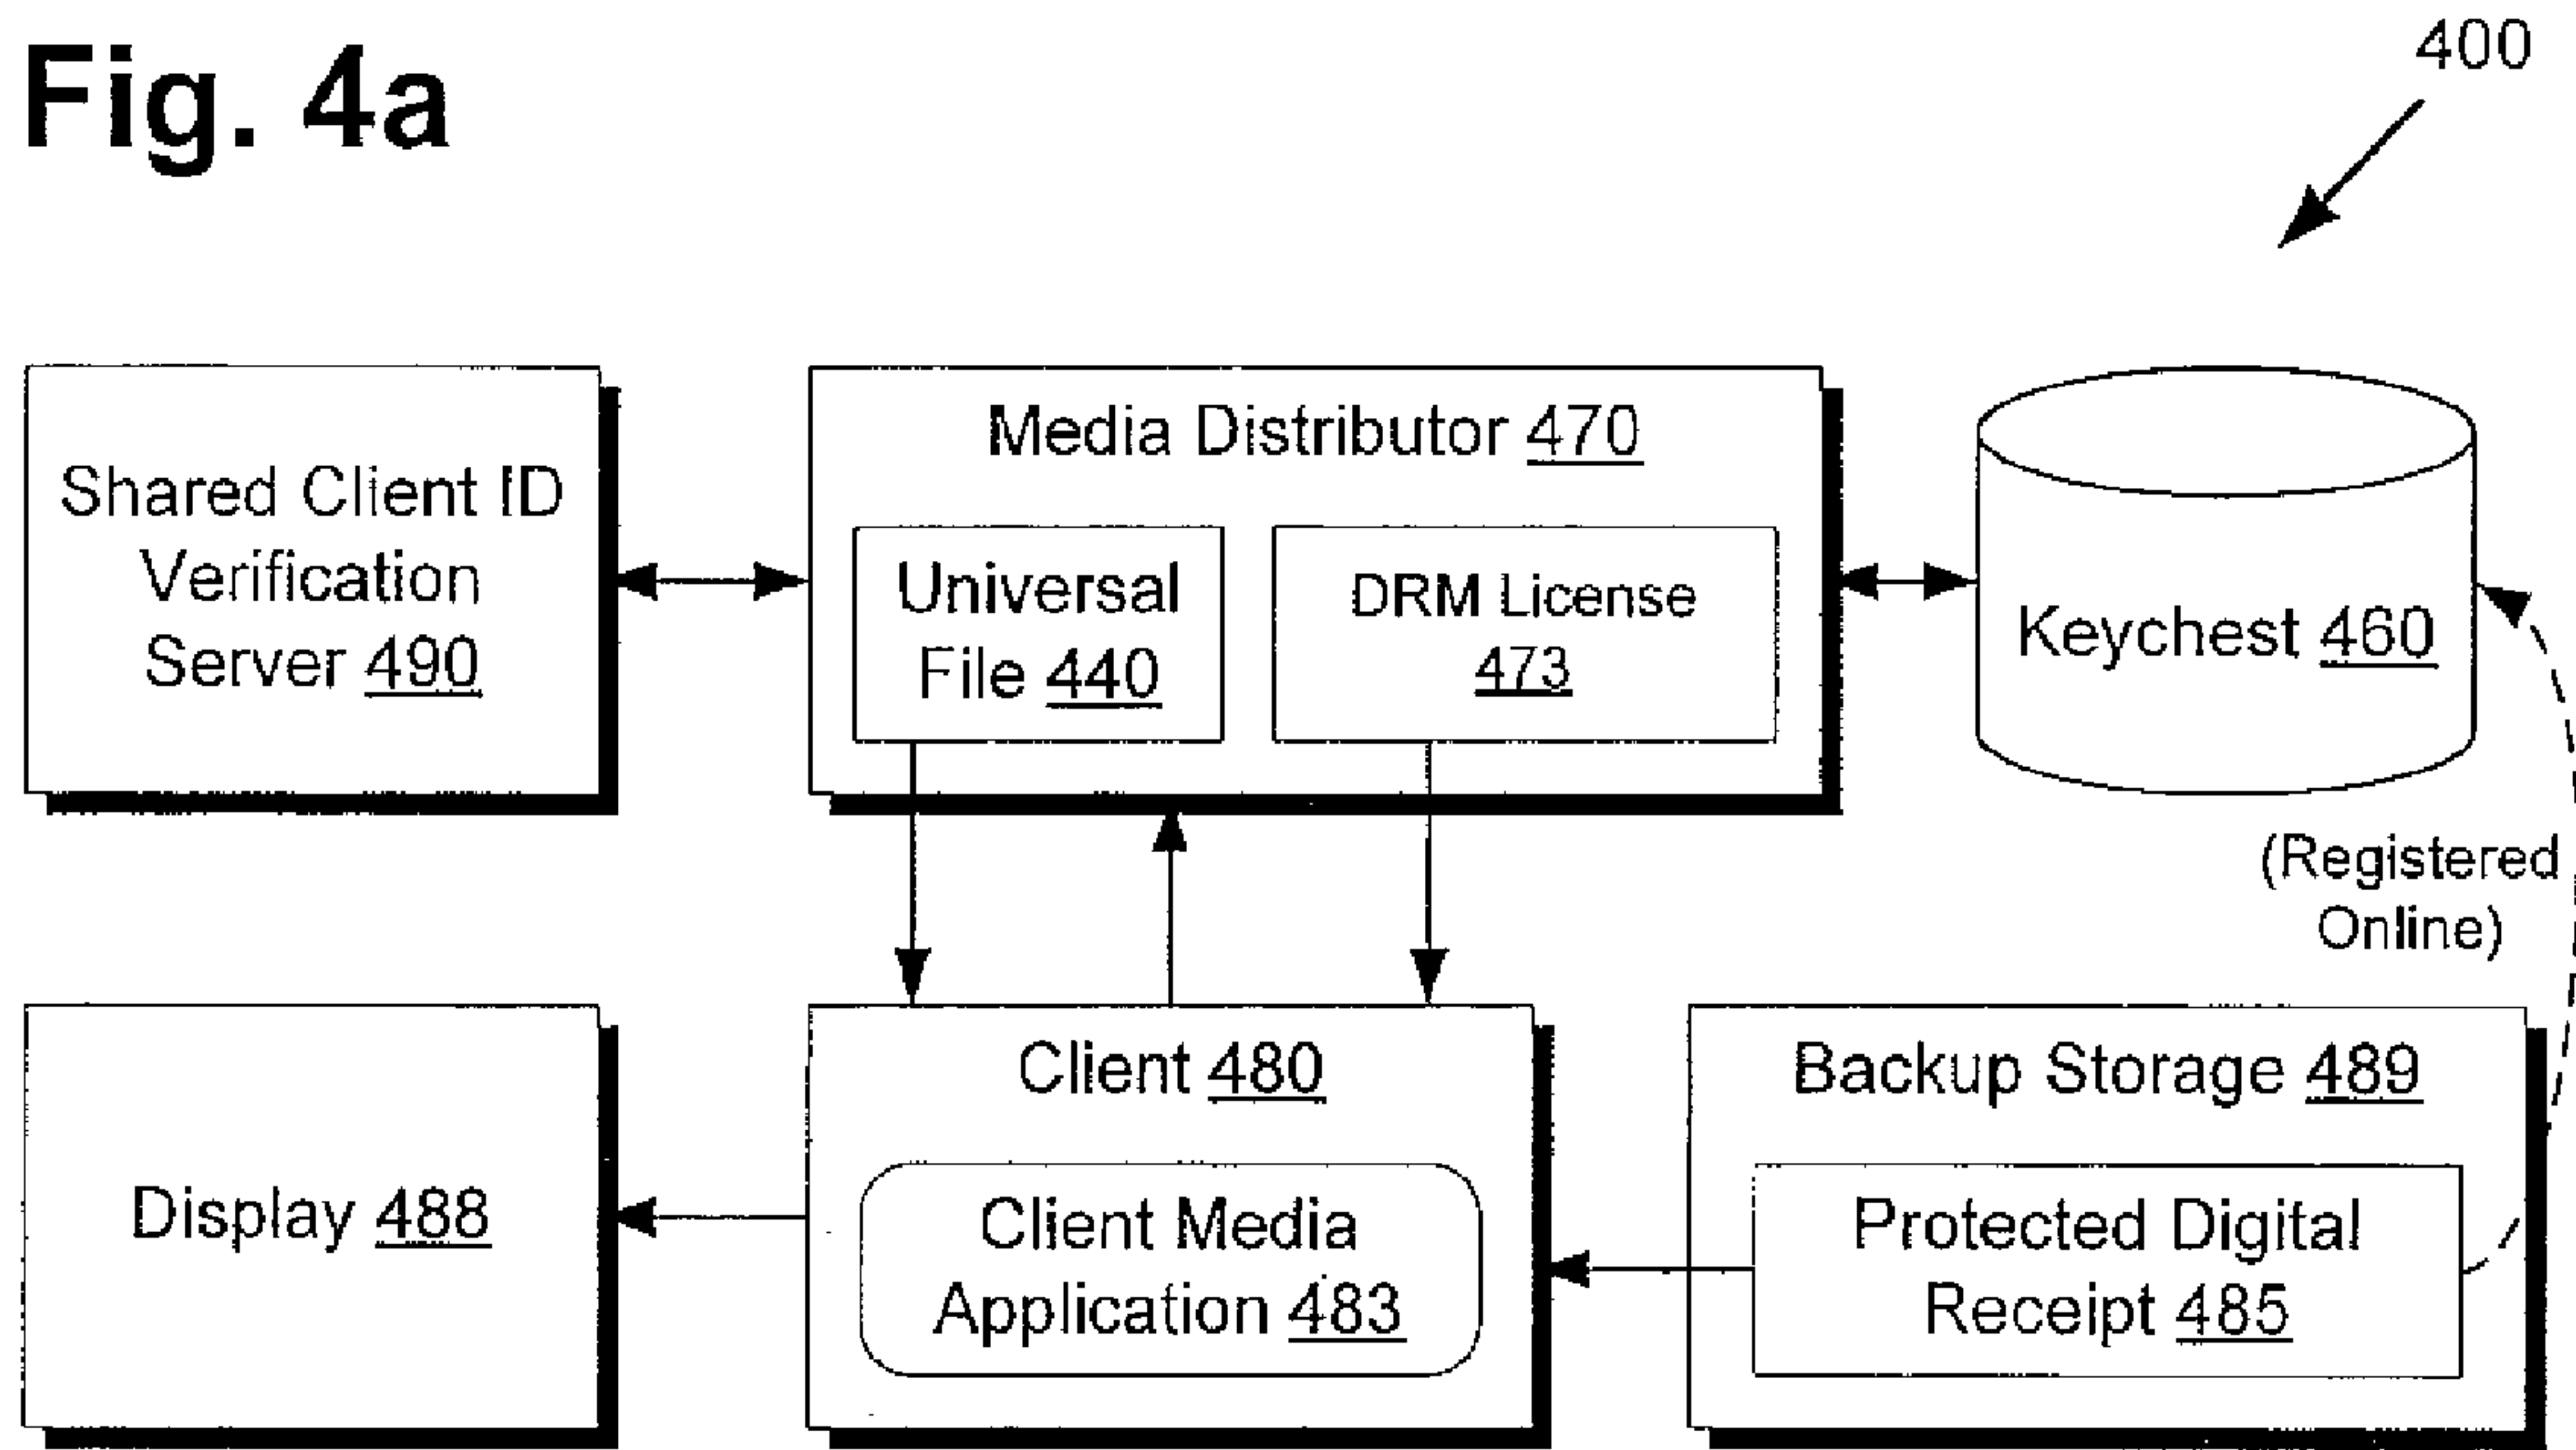 Fig. 4a
400
Shared Client ID
Verification
Server 490
Media Distributor 470
Universal
File 440
DRM License
473
Keychest 460
(Registered
Online)
Display 488
Client 480
Client Media
Application 483
Backup Storage 489
Protected Digital
Receipt 485